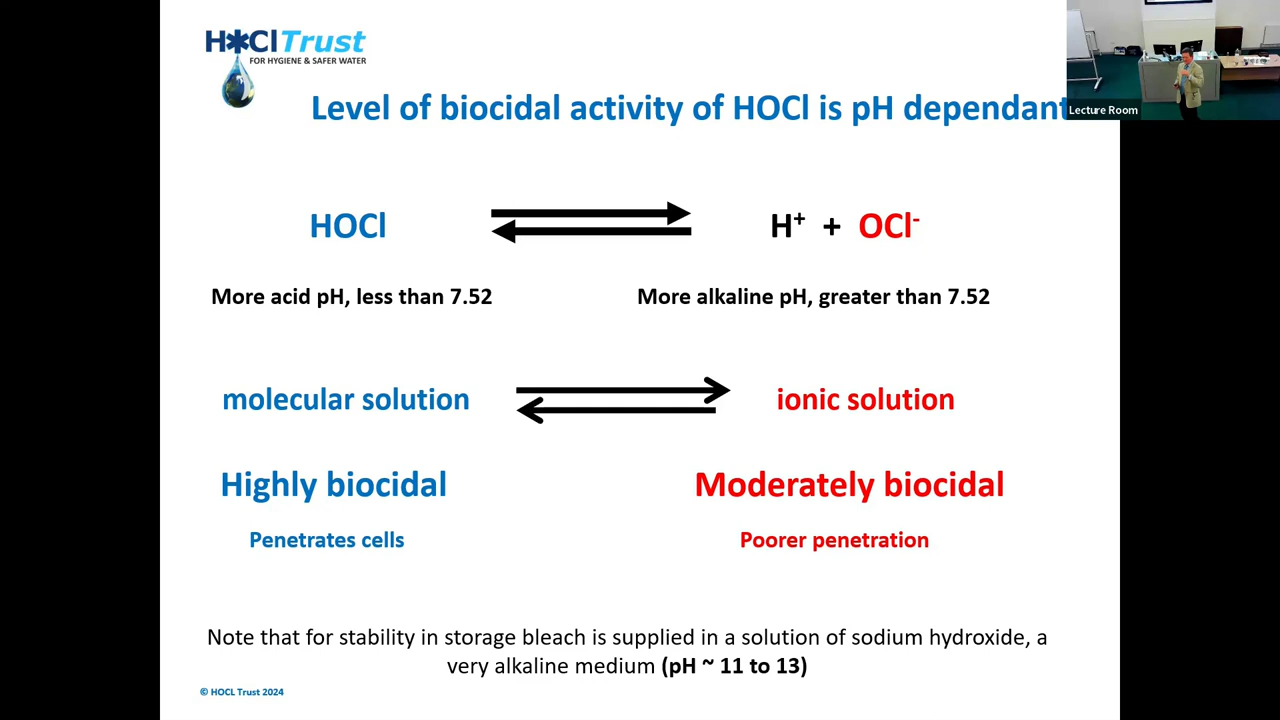 H*Cl Trust
FOR HYGIENE & SAFER WATER
Level of biocidal activity of HOCl is pH dependant
Lecture Room
HOCl
H⁺ + OCl⁻
More acid pH, less than 7.52
More alkaline pH, greater than 7.52
molecular solution
ionic solution
Highly biocidal
Moderately biocidal
Penetrates cells
Poorer penetration
Note that for stability in storage bleach is supplied in a solution of sodium hydroxide, a
very alkaline medium (pH ~ 11 to 13)
© HOCL Trust 2024